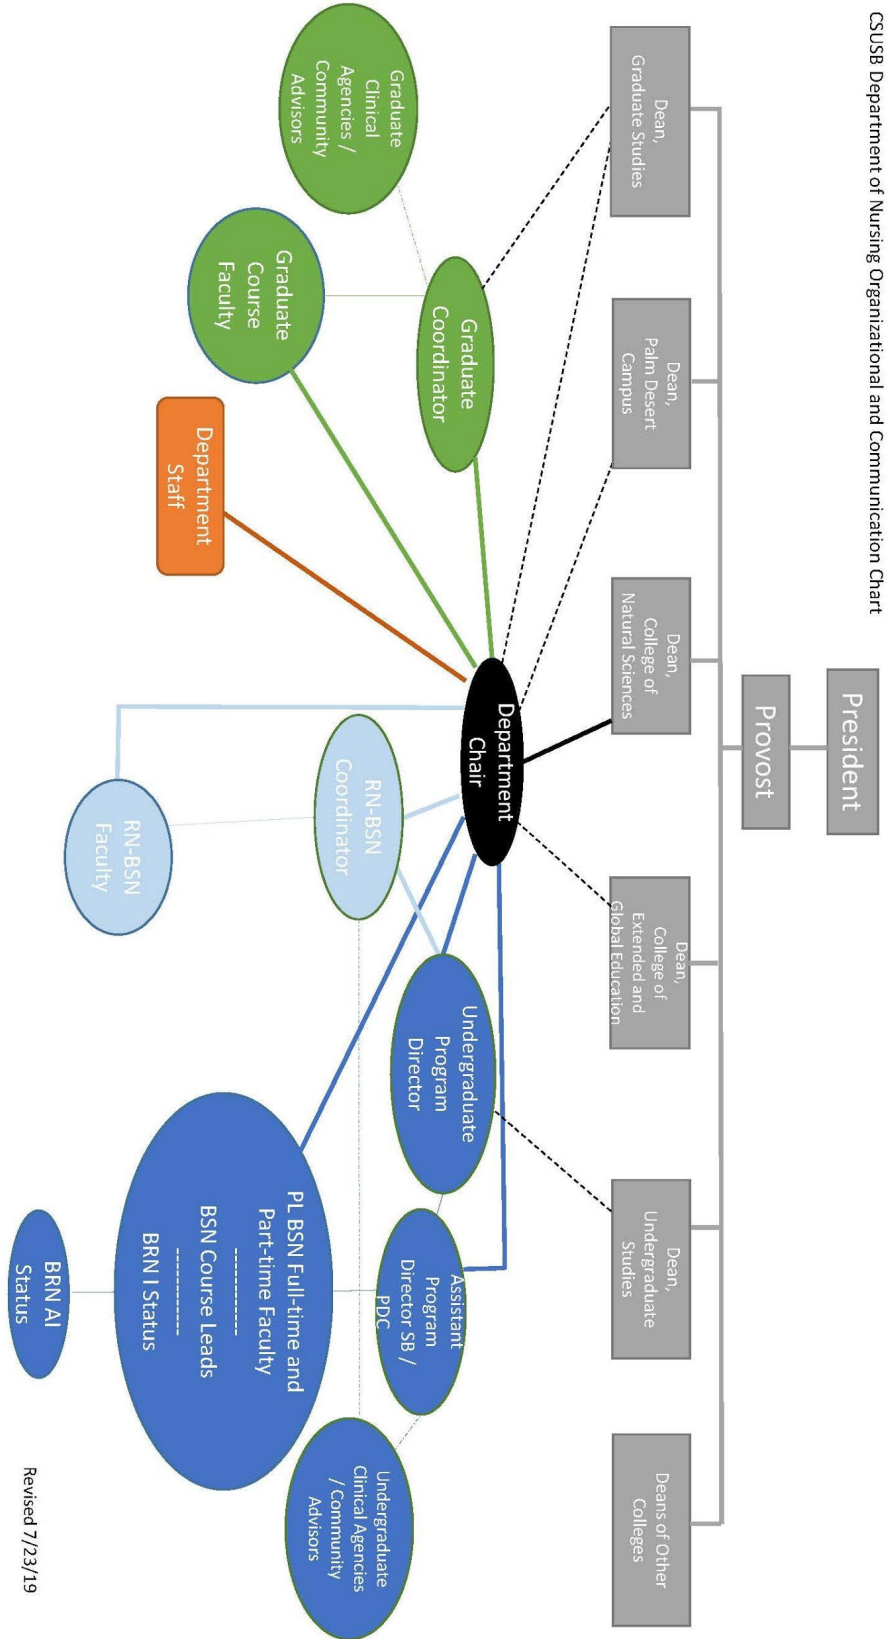 CSUSB Department of Nursing Organizational and Communication Chart
President
Provost
Dean,
Graduate Studies
Dean,
Palm Desert
Campus
Dean,
College of
Natural Sciences
Dean,
College of
Extended and
Global Education
Dean,
Undergraduate
Studies
Deans of Other
Colleges
Department
Chair
Graduate
Coordinator
Graduate
Clinical
Agencies /
Community
Advisors
Graduate
Course
Faculty
Department
Staff
RN-BSN
Coordinator
RN-BSN
Faculty
Undergraduate
Program
Director
Assistant
Program
Director SB /
PDC
PL BSN Full-time and
Part-time Faculty
------------
BSN Course Leads
------------
BRN I Status
BRN AI
Status
Undergraduate
Clinical Agencies
/ Community
Advisors
Revised 7/23/19